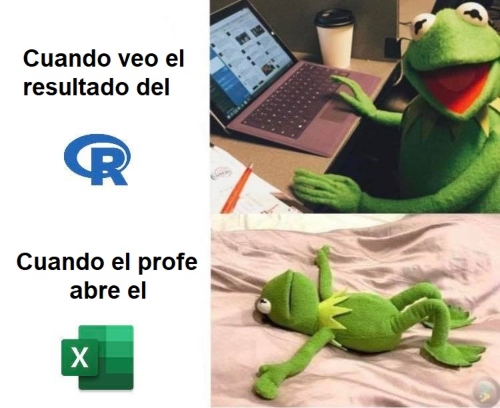 Cuando veo el
resultado del
R
Cuando el profe
abre el
X